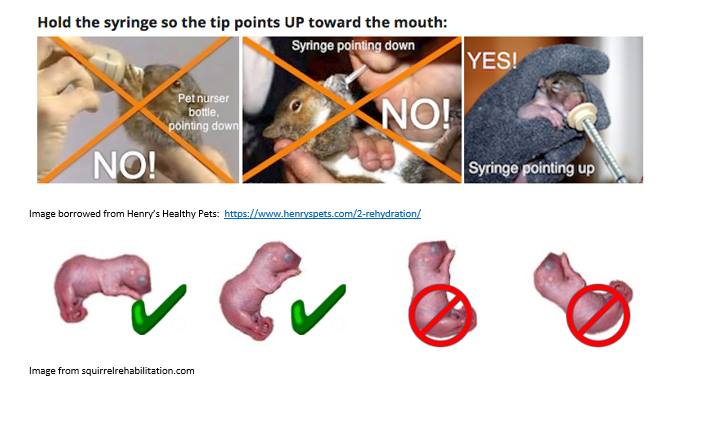 Hold the syringe so the tip points UP toward the mouth:
Pet nurser
bottle,
pointing down
NO!
Syringe pointing down
NO!
YES!
Syringe pointing up
Image borrowed from Henry's Healthy Pets: https://www.henryspets.com/2-rehydration/
Image from squirrelrehabilitation.com